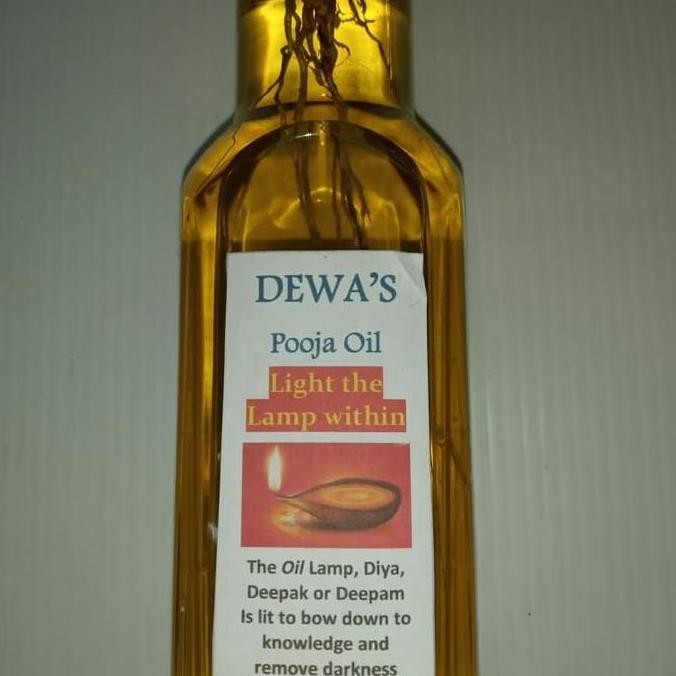 DEWA'S
Pooja Oil
Light the
Lamp within
The Oil Lamp, Diya,
Deepak or Deepam
Is lit to bow down to
knowledge and
remove darkness